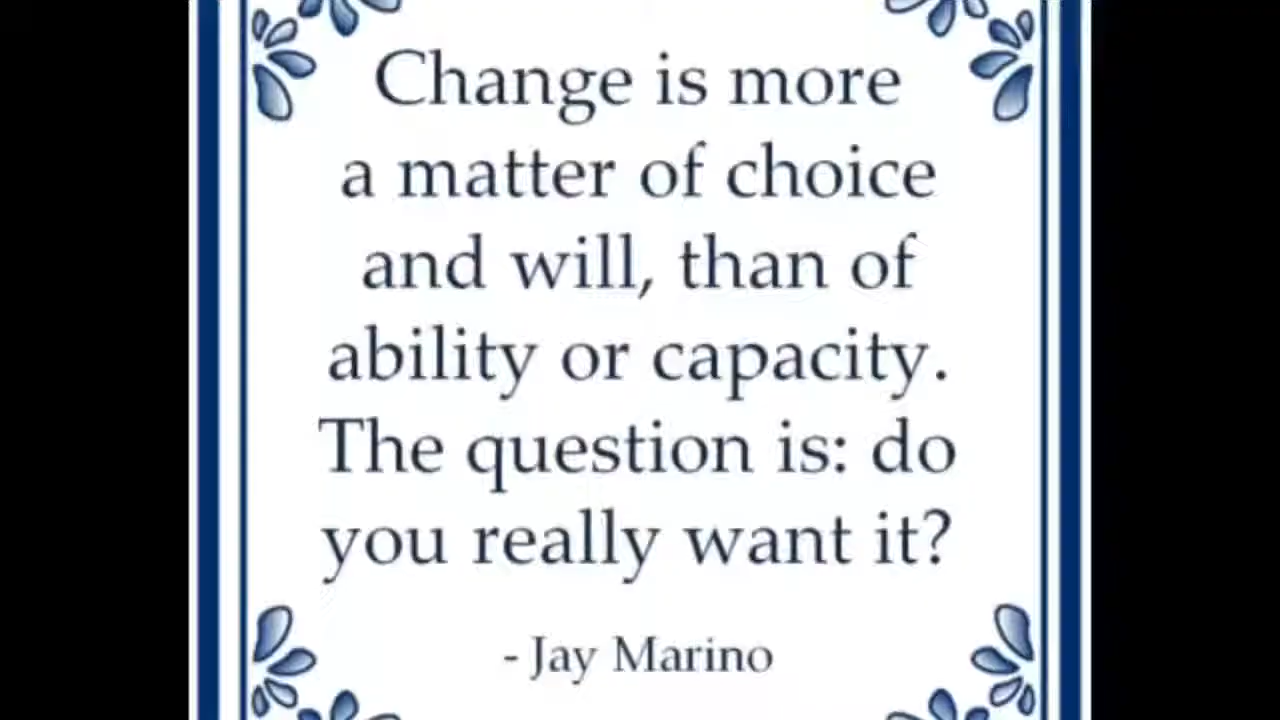 Change is more
a matter of choice
and will, than of
ability or capacity.
The question is: do
you really want it?
- Jay Marino